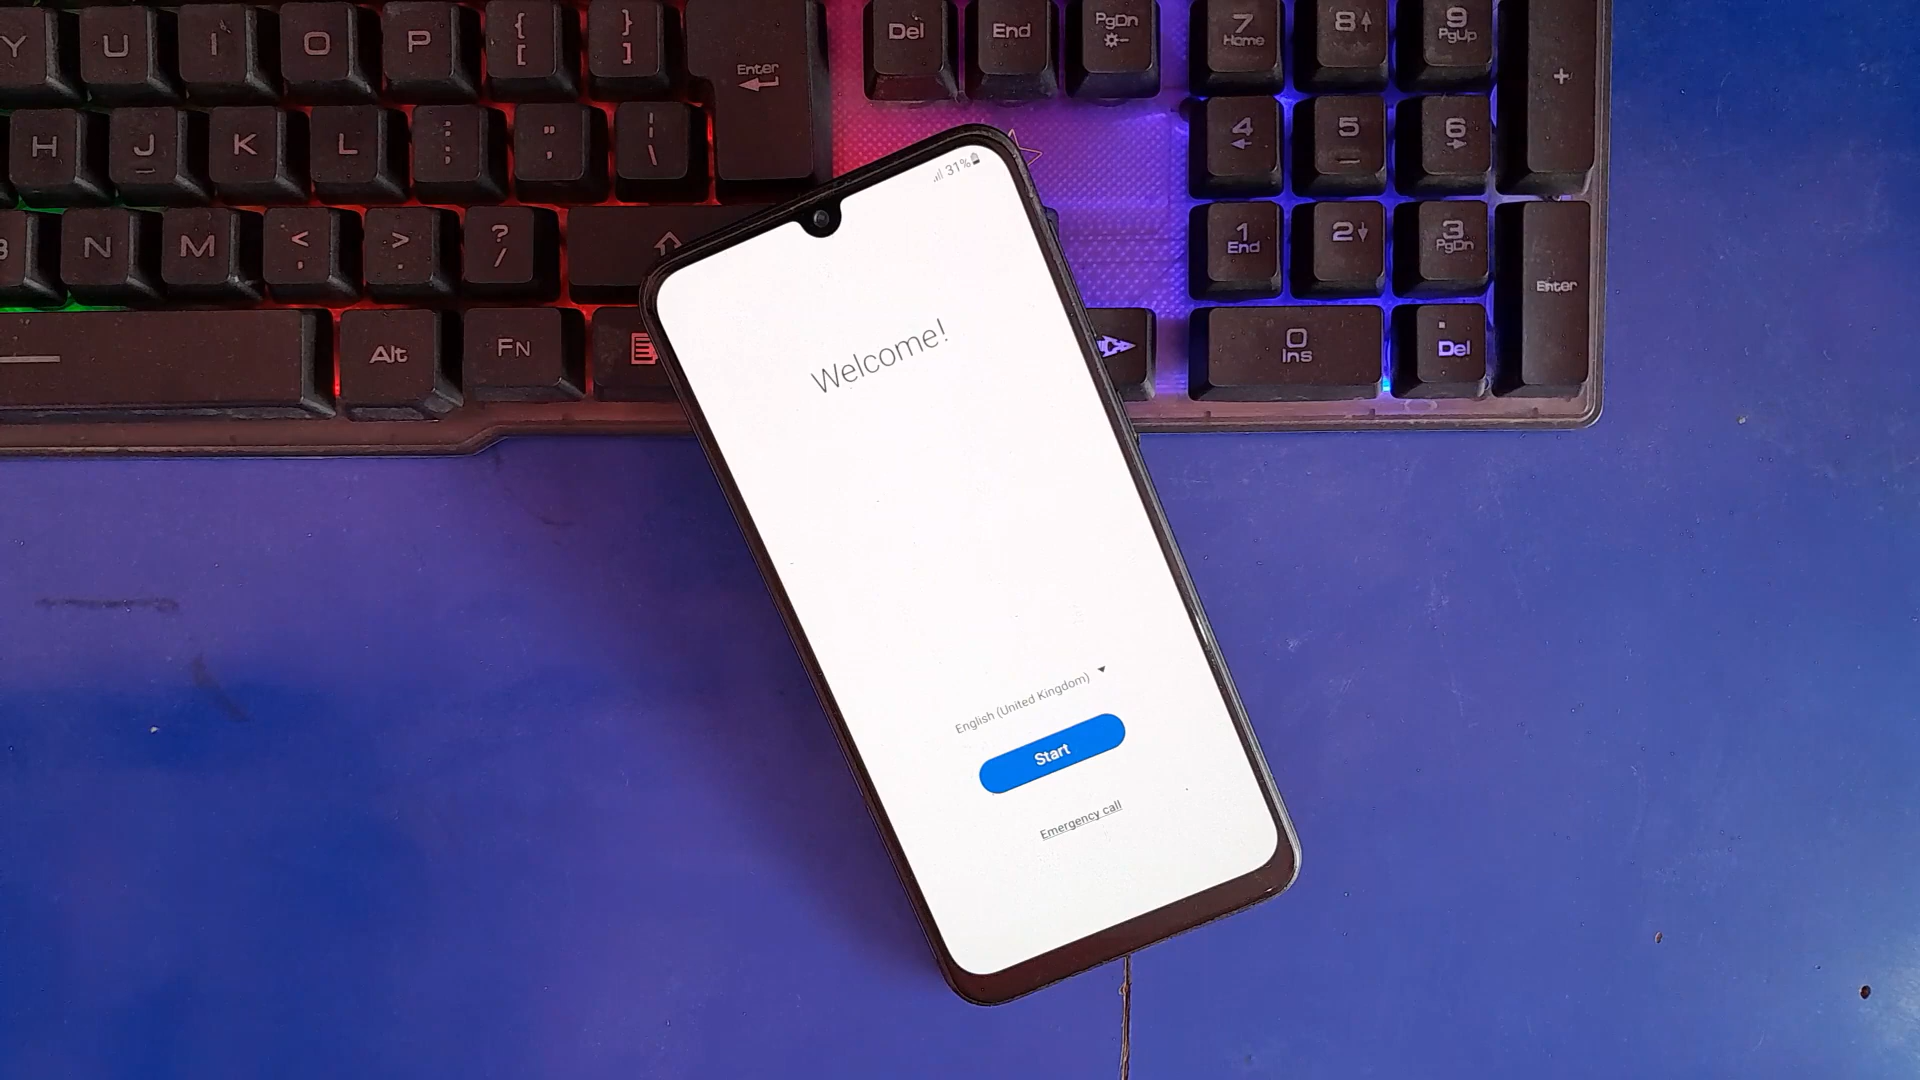 Y U I O P { [ } ] Enter Del End PgDn 7 Home 8 9 PgUp +
H J K L : ; " ' | \ 4 5 6
31%
N M < , > . ? / 1 End 2 3 PgDn Enter
Alt FN 0 Ins . Del
Welcome!
English (United Kingdom)
Start
Emergency call